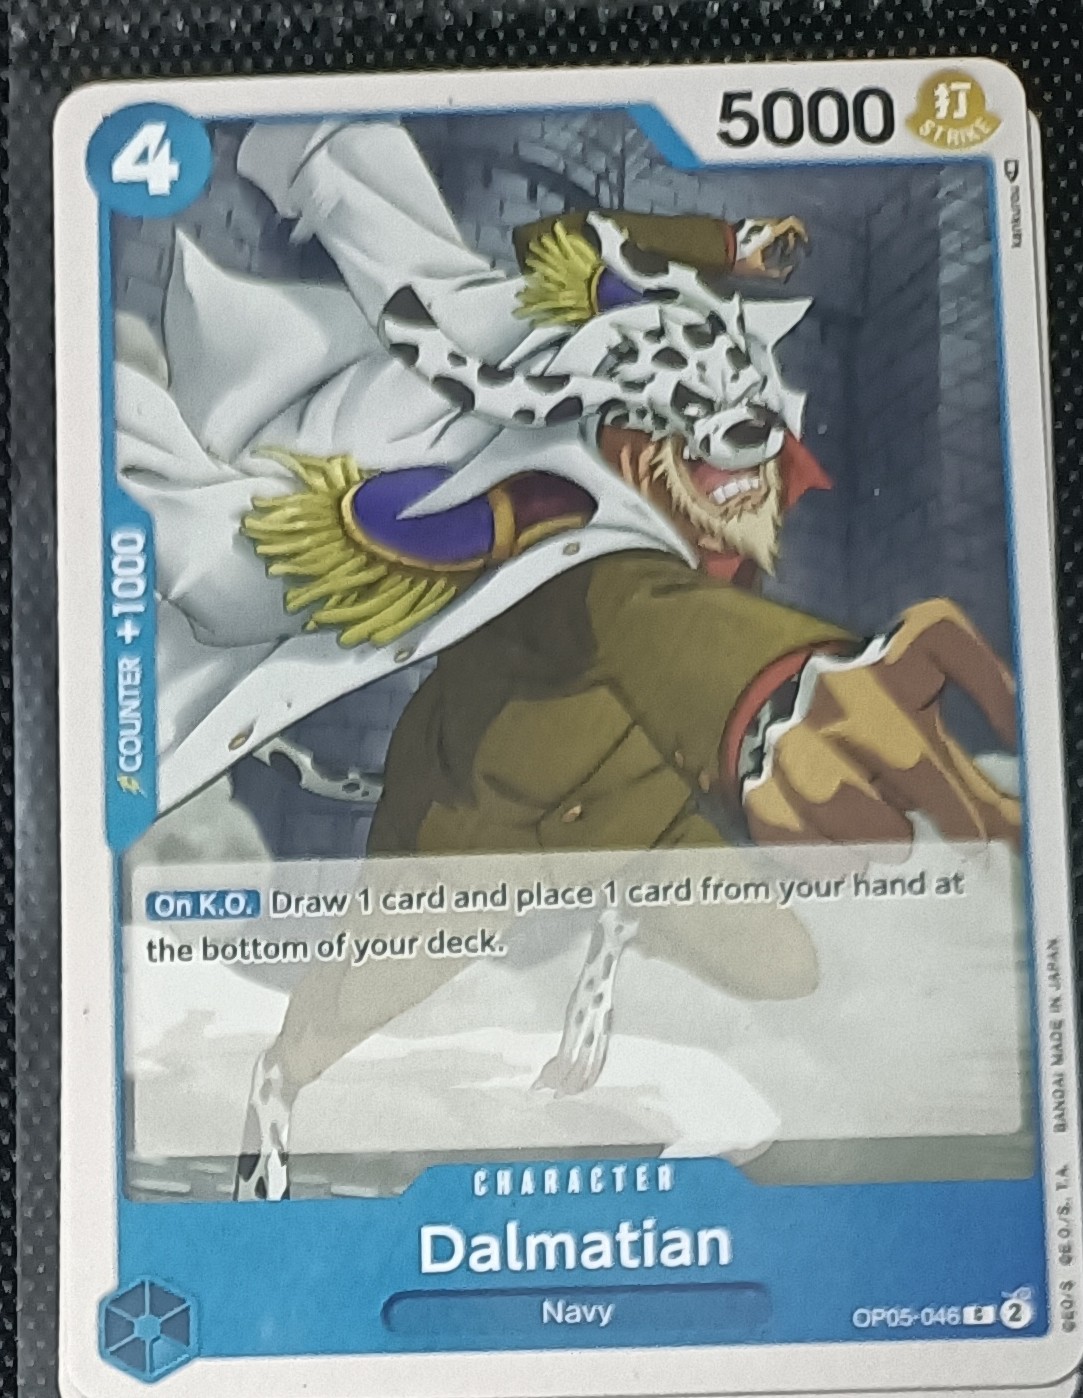 4
5000
打
STRIKE
kankurou
COUNTER +1000
On K.O. Draw 1 card and place 1 card from your hand at
the bottom of your deck.
CHARACTER
Dalmatian
Navy
OP05-046 C 2
©E.O/S ©E.O./S., T.A. BANDAI MADE IN JAPAN